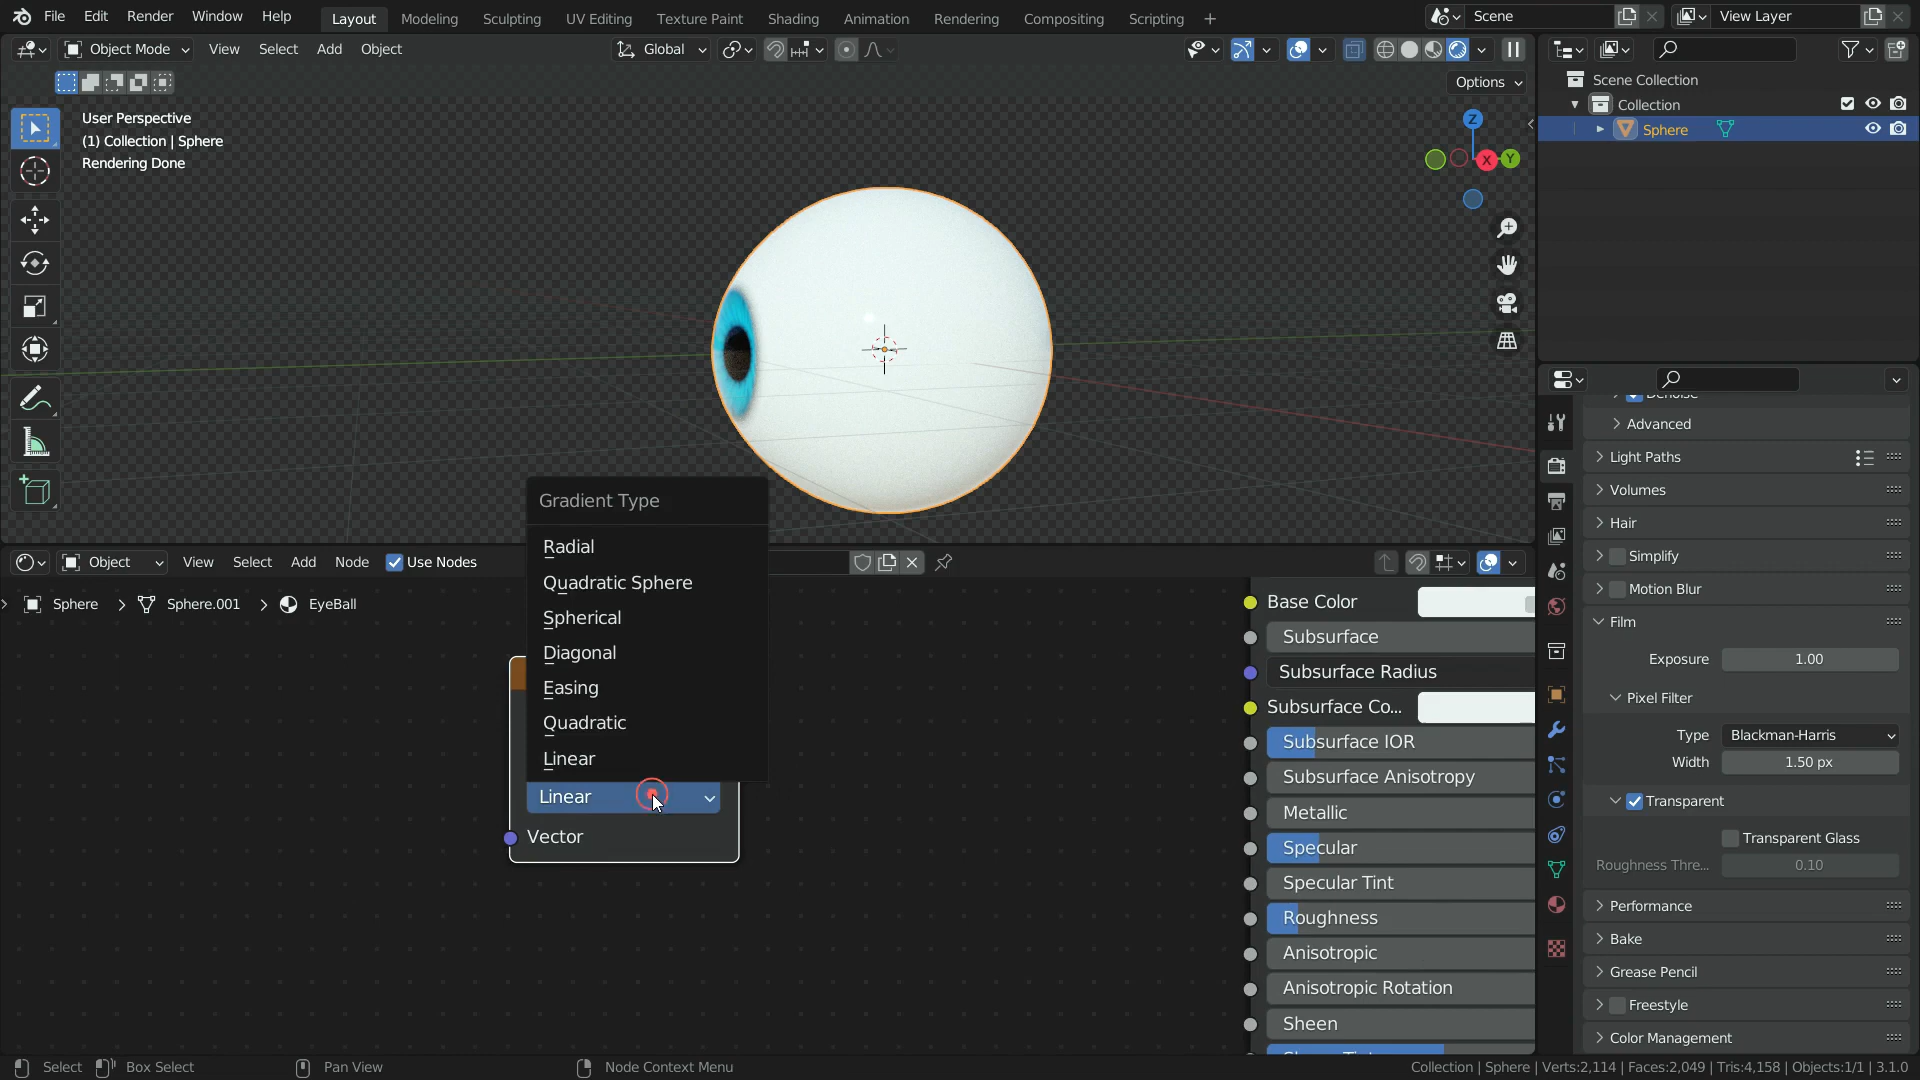 File Edit Render Window Help Layout Modeling Sculpting UV Editing Texture Paint Shading Animation Rendering Compositing Scripting Scene View Layer
Object Mode View Select Add Object Global
Options
User Perspective
(1) Collection | Sphere
Rendering Done
Z
X
Y
Scene Collection
Collection
Sphere
Denoise
Advanced
Light Paths
Volumes
Hair
Simplify
Motion Blur
Film
Exposure 1.00
Pixel Filter
Type Blackman-Harris
Width 1.50 px
Transparent
Transparent Glass
Roughness Thre... 0.10
Performance
Bake
Grease Pencil
Freestyle
Color Management
Object View Select Add Node Use Nodes
Sphere Sphere.001 EyeBall
Gradient Type
Radial
Quadratic Sphere
Spherical
Diagonal
Easing
Quadratic
Linear
Linear
Vector
Base Color
Subsurface
Subsurface Radius
Subsurface Co...
Subsurface IOR
Subsurface Anisotropy
Metallic
Specular
Specular Tint
Roughness
Anisotropic
Anisotropic Rotation
Sheen
Select Box Select Pan View Node Context Menu Collection | Sphere | Verts:2,114 | Faces:2,049 | Tris:4,158 | Objects:1/1 | 3.1.0